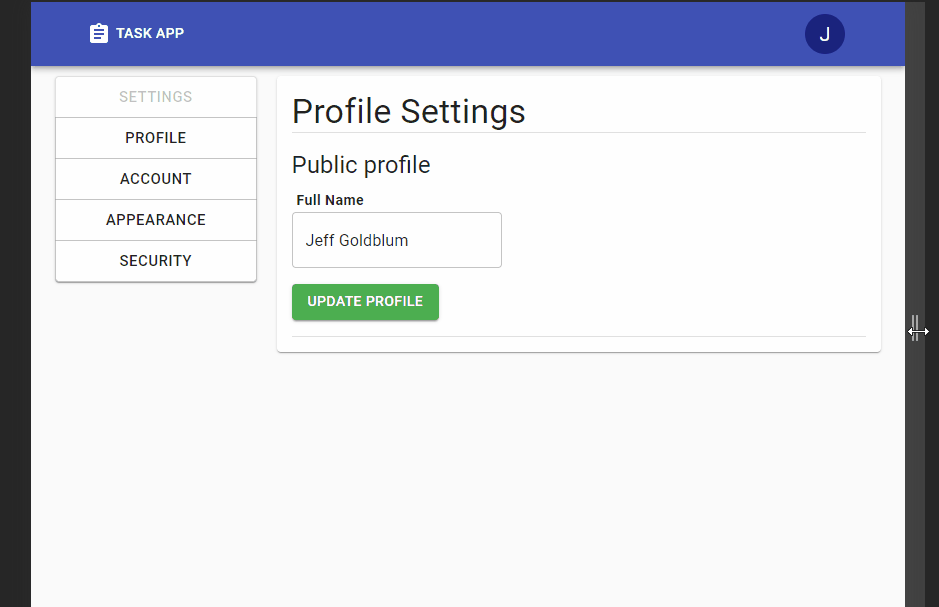 TASK APP
J
SETTINGS
PROFILE
ACCOUNT
APPEARANCE
SECURITY
Profile Settings
Public profile
Full Name
Jeff Goldblum
UPDATE PROFILE